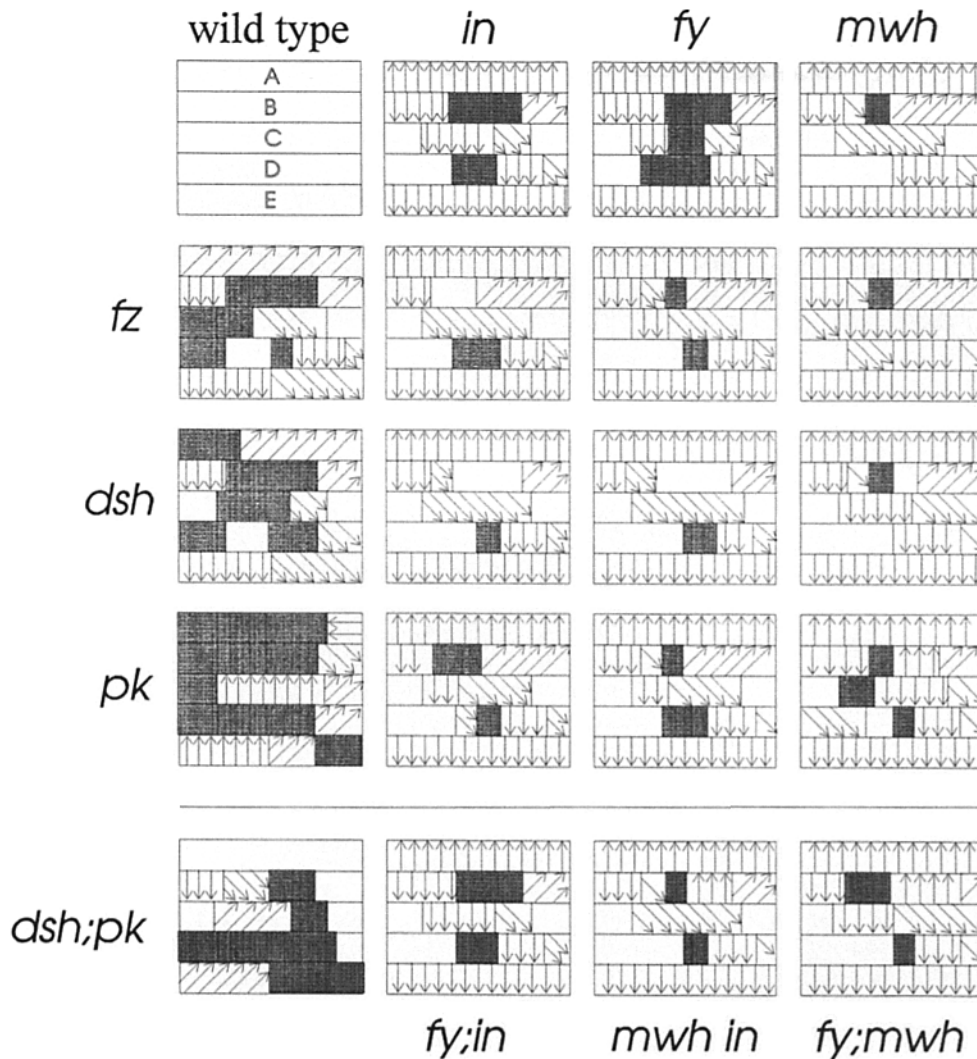 wild type in fy mwh
A
B
C
D
E
fz
dsh
pk
dsh;pk
fy;in mwh in fy;mwh